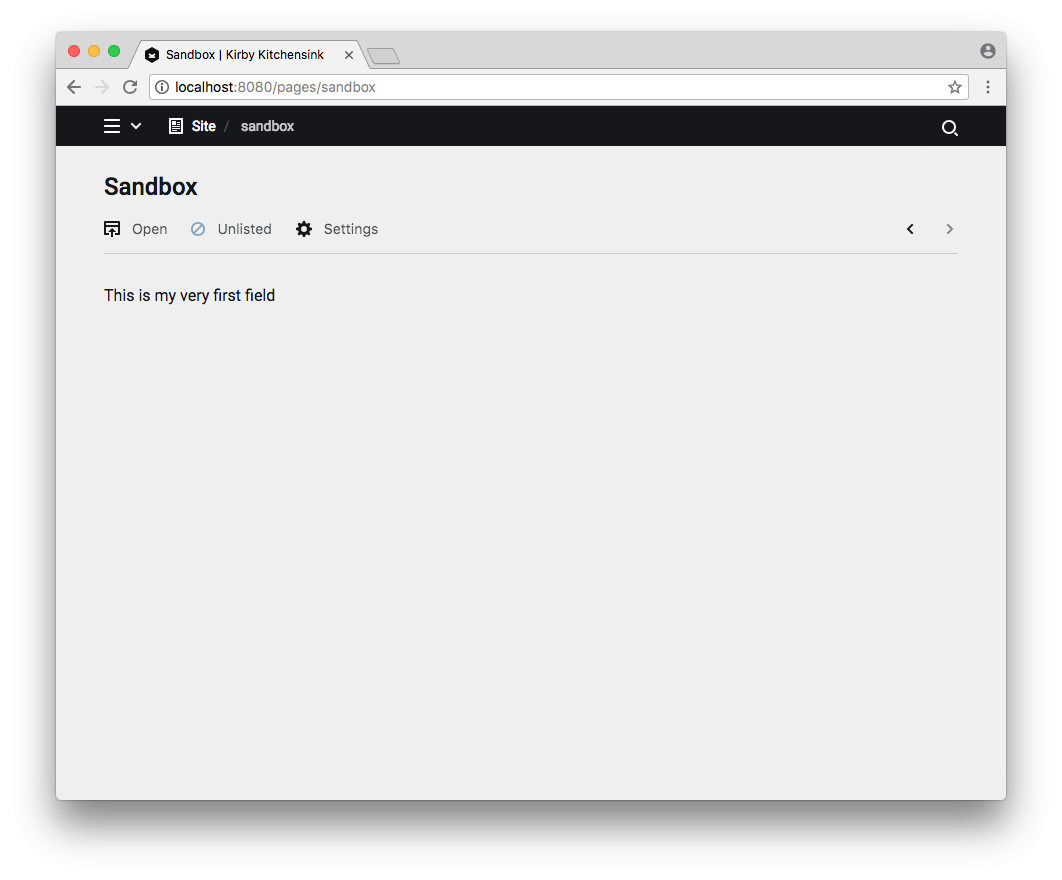 Sandbox | Kirby Kitchensink
localhost:8080/pages/sandbox
Site / sandbox
Sandbox
Open Unlisted Settings
This is my very first field